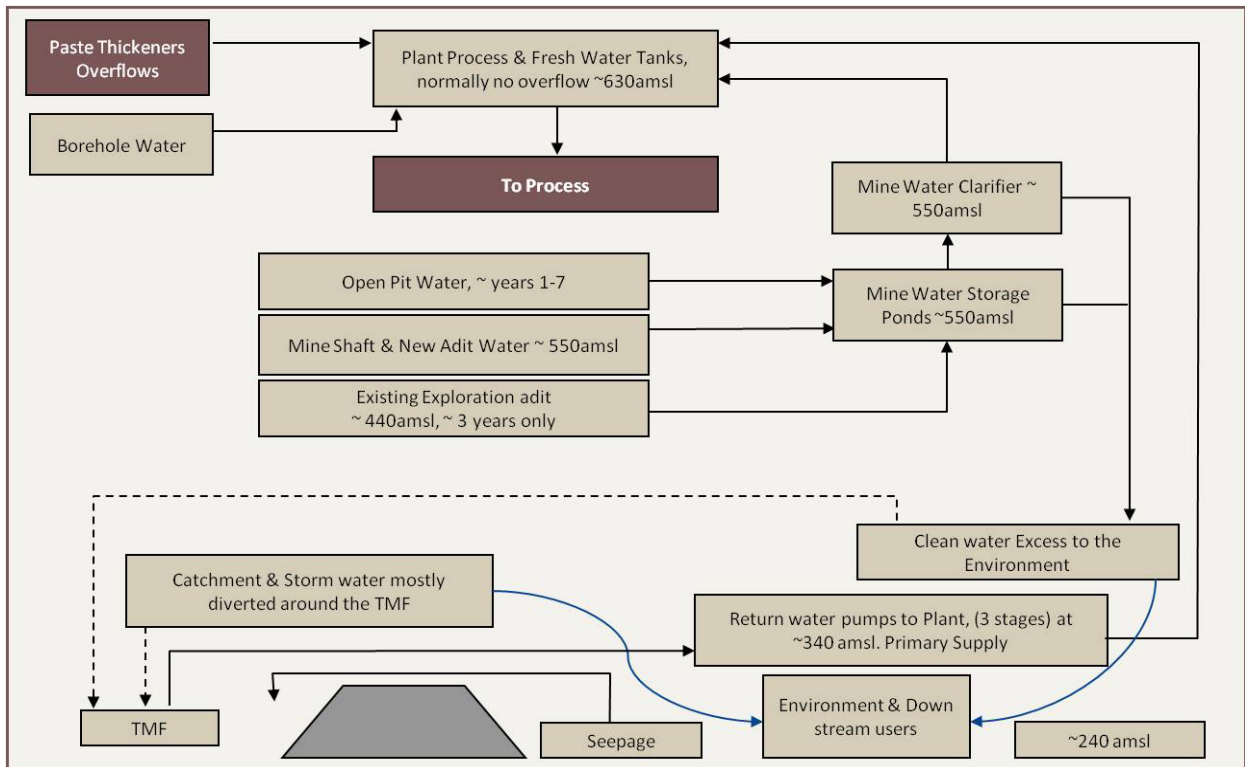 Paste Thickeners
Overflows
Plant Process & Fresh Water Tanks,
normally no overflow ~630amsl
Borehole Water
To Process
Mine Water Clarifier ~
550amsl
Open Pit Water, ~ years 1-7
Mine Water Storage
Ponds ~550amsl
Mine Shaft & New Adit Water ~ 550amsl
Existing Exploration adit
~ 440amsl, ~ 3 years only
Clean water Excess to the
Environment
Catchment & Storm water mostly
diverted around the TMF
Return water pumps to Plant, (3 stages) at
~340 amsl. Primary Supply
TMF
Seepage
Environment & Down
stream users
~240 amsl